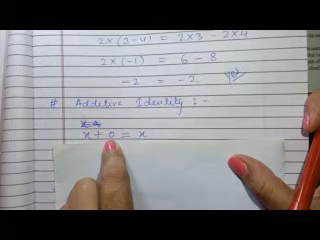 2×(3-4) = 2×3 - 2×4
2×(-1) = 6 - 8
-2 = -2
# Additive Identity :-
x + 0 = x